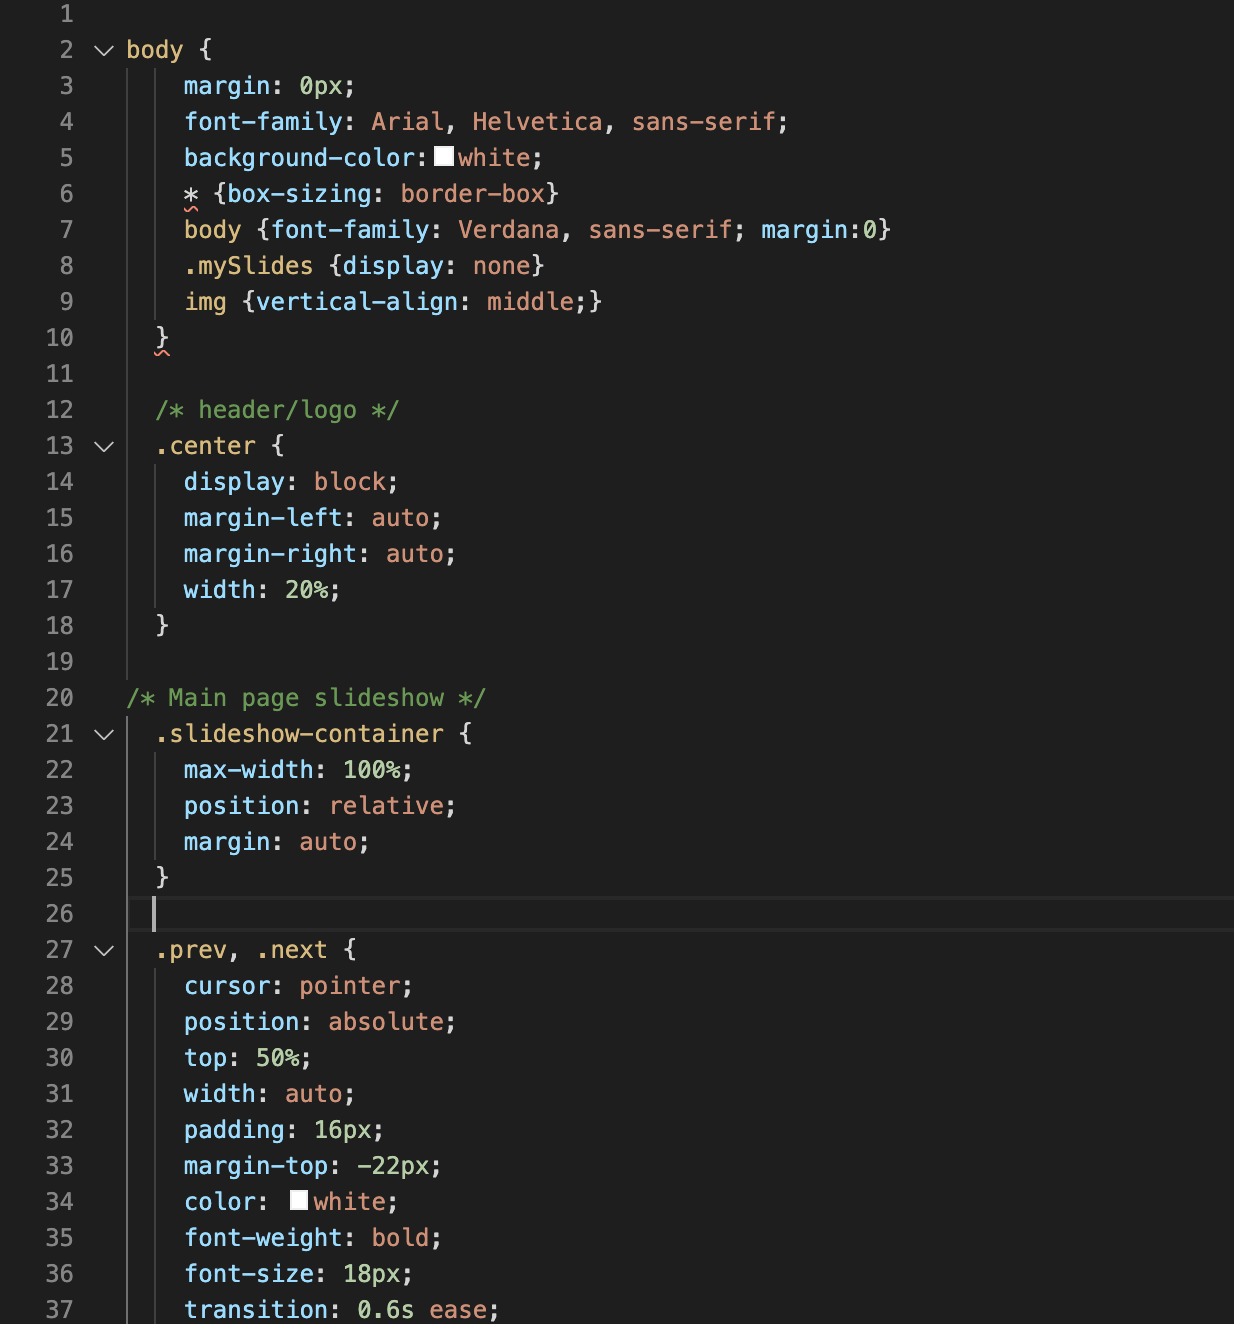 1
2 body {
3 margin: 0px;
4 font-family: Arial, Helvetica, sans-serif;
5 background-color: white;
6 * {box-sizing: border-box}
7 body {font-family: Verdana, sans-serif; margin:0}
8 .mySlides {display: none}
9 img {vertical-align: middle;}
10 }
11
12 /* header/logo */
13 .center {
14 display: block;
15 margin-left: auto;
16 margin-right: auto;
17 width: 20%;
18 }
19
20 /* Main page slideshow */
21 .slideshow-container {
22 max-width: 100%;
23 position: relative;
24 margin: auto;
25 }
26
27 .prev, .next {
28 cursor: pointer;
29 position: absolute;
30 top: 50%;
31 width: auto;
32 padding: 16px;
33 margin-top: -22px;
34 color: white;
35 font-weight: bold;
36 font-size: 18px;
37 transition: 0.6s ease;